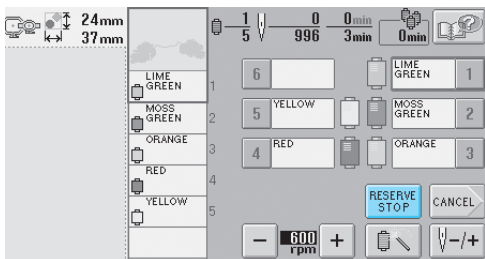 24mm
37mm
1
5
0
996
0min
3min
0min
LIME
GREEN
1
MOSS
GREEN
2
ORANGE
3
RED
4
YELLOW
5
6
LIME
GREEN
1
5
YELLOW
MOSS
GREEN
2
4
RED
ORANGE
3
RESERVE
STOP
CANCEL
−
600
rpm
+
−/+